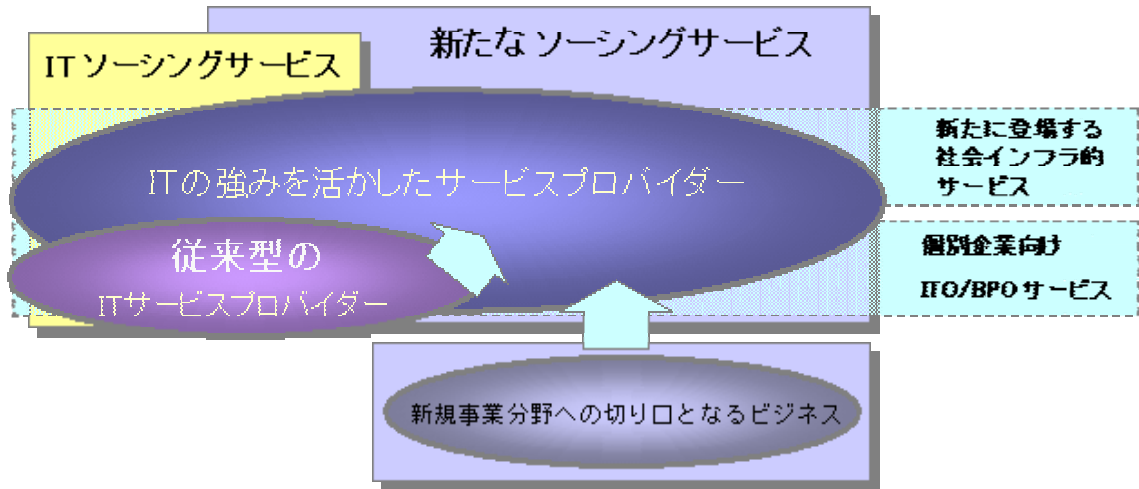 新たな ソーシングサービス
IT ソーシングサービス
新たに登場する
社会インフラ的
サービス
ITの強みを活かしたサービスプロバイダー
従来型の
ITサービスプロバイダー
個別企業向け
ITO/BPO サービス
新規事業分野への切り口となるビジネス